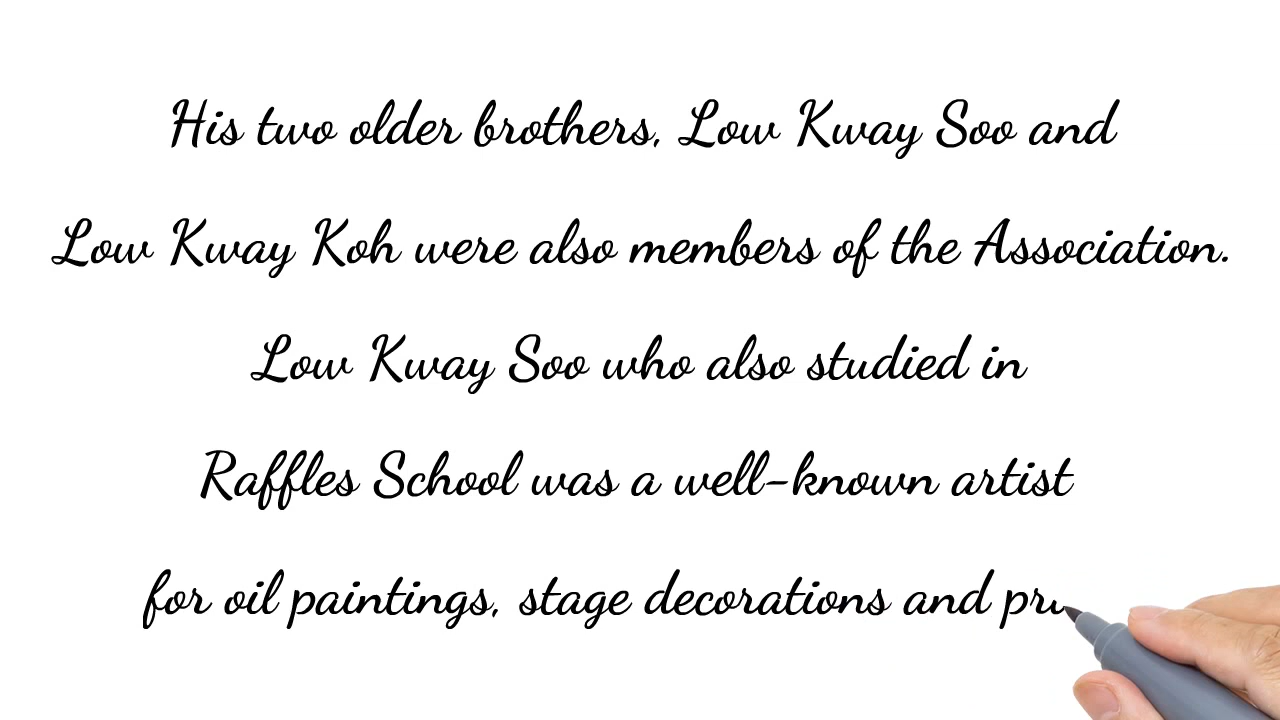 His two older brothers, Low Kway Soo and
Low Kway Koh were also members of the Association.
Low Kway Soo who also studied in
Raffles School was a well-known artist
for oil paintings, stage decorations and